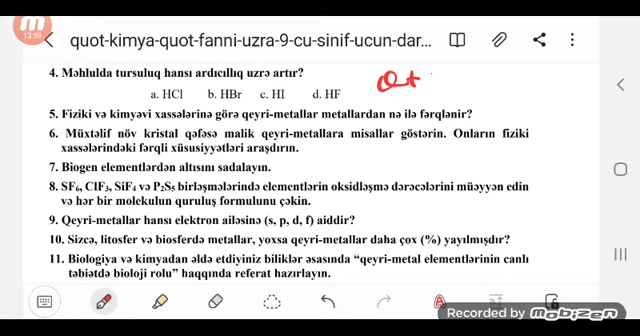 13:59
quot-kimya-quot-fanni-uzra-9-cu-sinif-ucun-dar...
4. Məhlulda tursuluq hansı ardıcıllıq uzrə artır?
a. HCl b. HBr c. HI d. HF
5. Fiziki və kimyəvi xassələrinə görə qeyri-metallar metallardan nə ilə fərqlənir?
6. Müxtəlif növ kristal qəfəsə malik qeyri-metallara misallar göstərin. Onların fiziki
xassələrindəki fərqli xüsusiyyətləri araşdırın.
7. Biogen elementlərdən altısını sadalayın.
8. SF₆, ClF₃, SiF₄ və P₂S₅ birləşmələrində elementlərin oksidləşmə dərəcələrini müəyyən edin
və hər bir molekulun quruluş formulunu çəkin.
9. Qeyri-metallar hansı elektron ailəsinə (s, p, d, f) aiddir?
10. Sizcə, litosfer və biosferdə metallar, yoxsa qeyri-metallar daha çox (%) yayılmışdır?
11. Biologiya və kimyadan əldə etdiyiniz biliklər əsasında “qeyri-metal elementlərinin canlı
təbiətdə bioloji rolu” haqqında referat hazırlayın.
Recorded by
mobizen